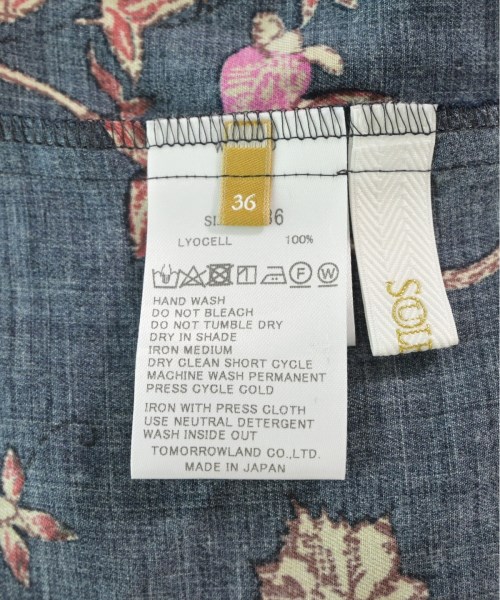 36
36
LYOCELL 100%
HAND WASH
DO NOT BLEACH
DO NOT TUMBLE DRY
DRY IN SHADE
IRON MEDIUM
DRY CLEAN SHORT CYCLE
MACHINE WASH PERMANENT
PRESS CYCLE COLD
IRON WITH PRESS CLOTH
USE NEUTRAL DETERGENT
WASH INSIDE OUT
TOMORROWLAND CO.,LTD.
MADE IN JAPAN